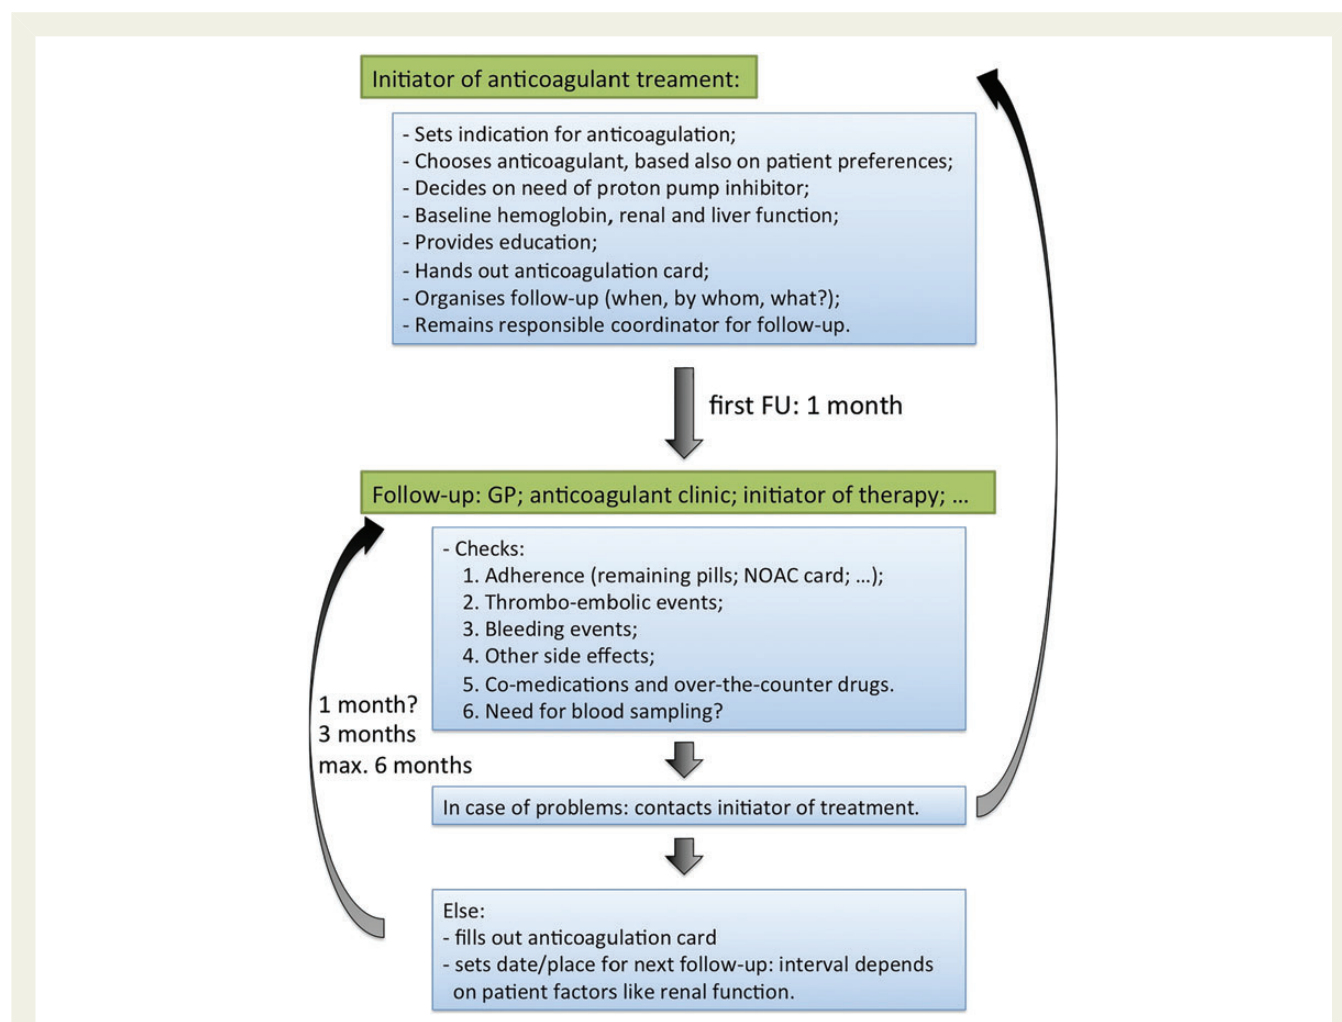 Initiator of anticoagulant treament:
- Sets indication for anticoagulation;
- Chooses anticoagulant, based also on patient preferences;
- Decides on need of proton pump inhibitor;
- Baseline hemoglobin, renal and liver function;
- Provides education;
- Hands out anticoagulation card;
- Organises follow-up (when, by whom, what?);
- Remains responsible coordinator for follow-up.
first FU: 1 month
Follow-up: GP; anticoagulant clinic; initiator of therapy; ...
- Checks:
1. Adherence (remaining pills; NOAC card; ...);
2. Thrombo-embolic events;
3. Bleeding events;
4. Other side effects;
5. Co-medications and over-the-counter drugs.
6. Need for blood sampling?
1 month?
3 months
max. 6 months
In case of problems: contacts initiator of treatment.
Else:
- fills out anticoagulation card
- sets date/place for next follow-up: interval depends
on patient factors like renal function.